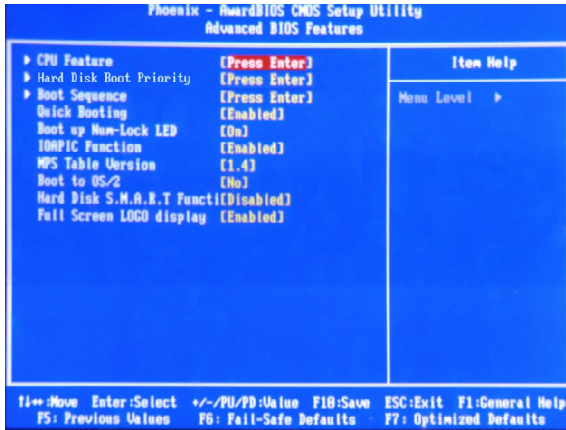 Phoenix - AwardBIOS CMOS Setup Utility
Advanced BIOS Features
CPU Feature [Press Enter]
Hard Disk Boot Priority [Press Enter]
Boot Sequence [Press Enter]
Quick Booting [Enabled]
Boot up Num-Lock LED [On]
IOAPIC Function [Enabled]
MPS Table Version [1.4]
Boot to OS/2 [No]
Hard Disk S.M.A.R.T Functi[Disabled]
Full Screen LOGO display [Enabled]
Item Help
Menu Level
↑↓↔:Move Enter:Select +/-/PU/PD:Value F10:Save ESC:Exit F1:General Help
F5: Previous Values F6: Fail-Safe Defaults F7: Optimized Defaults